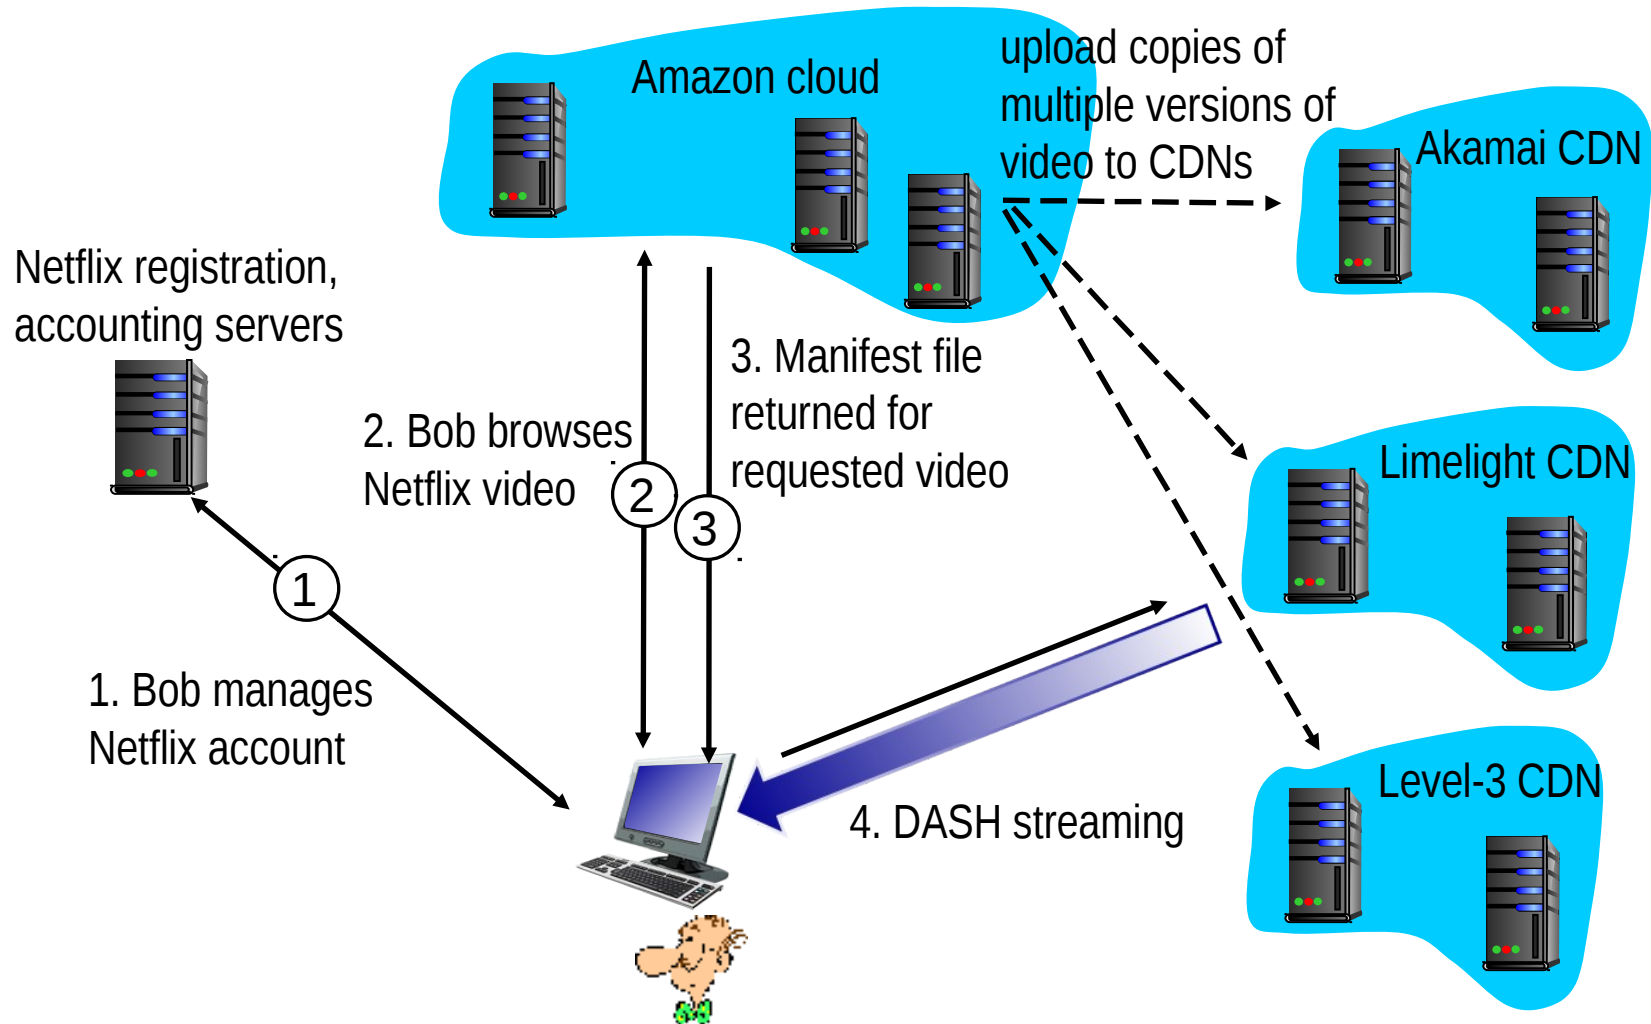 Amazon cloud
upload copies of
multiple versions of
video to CDNs
Akamai CDN
Netflix registration,
accounting servers
3. Manifest file
returned for
requested video
2. Bob browses
Netflix video
2
3
Limelight CDN
1
1. Bob manages
Netflix account
4. DASH streaming
Level-3 CDN